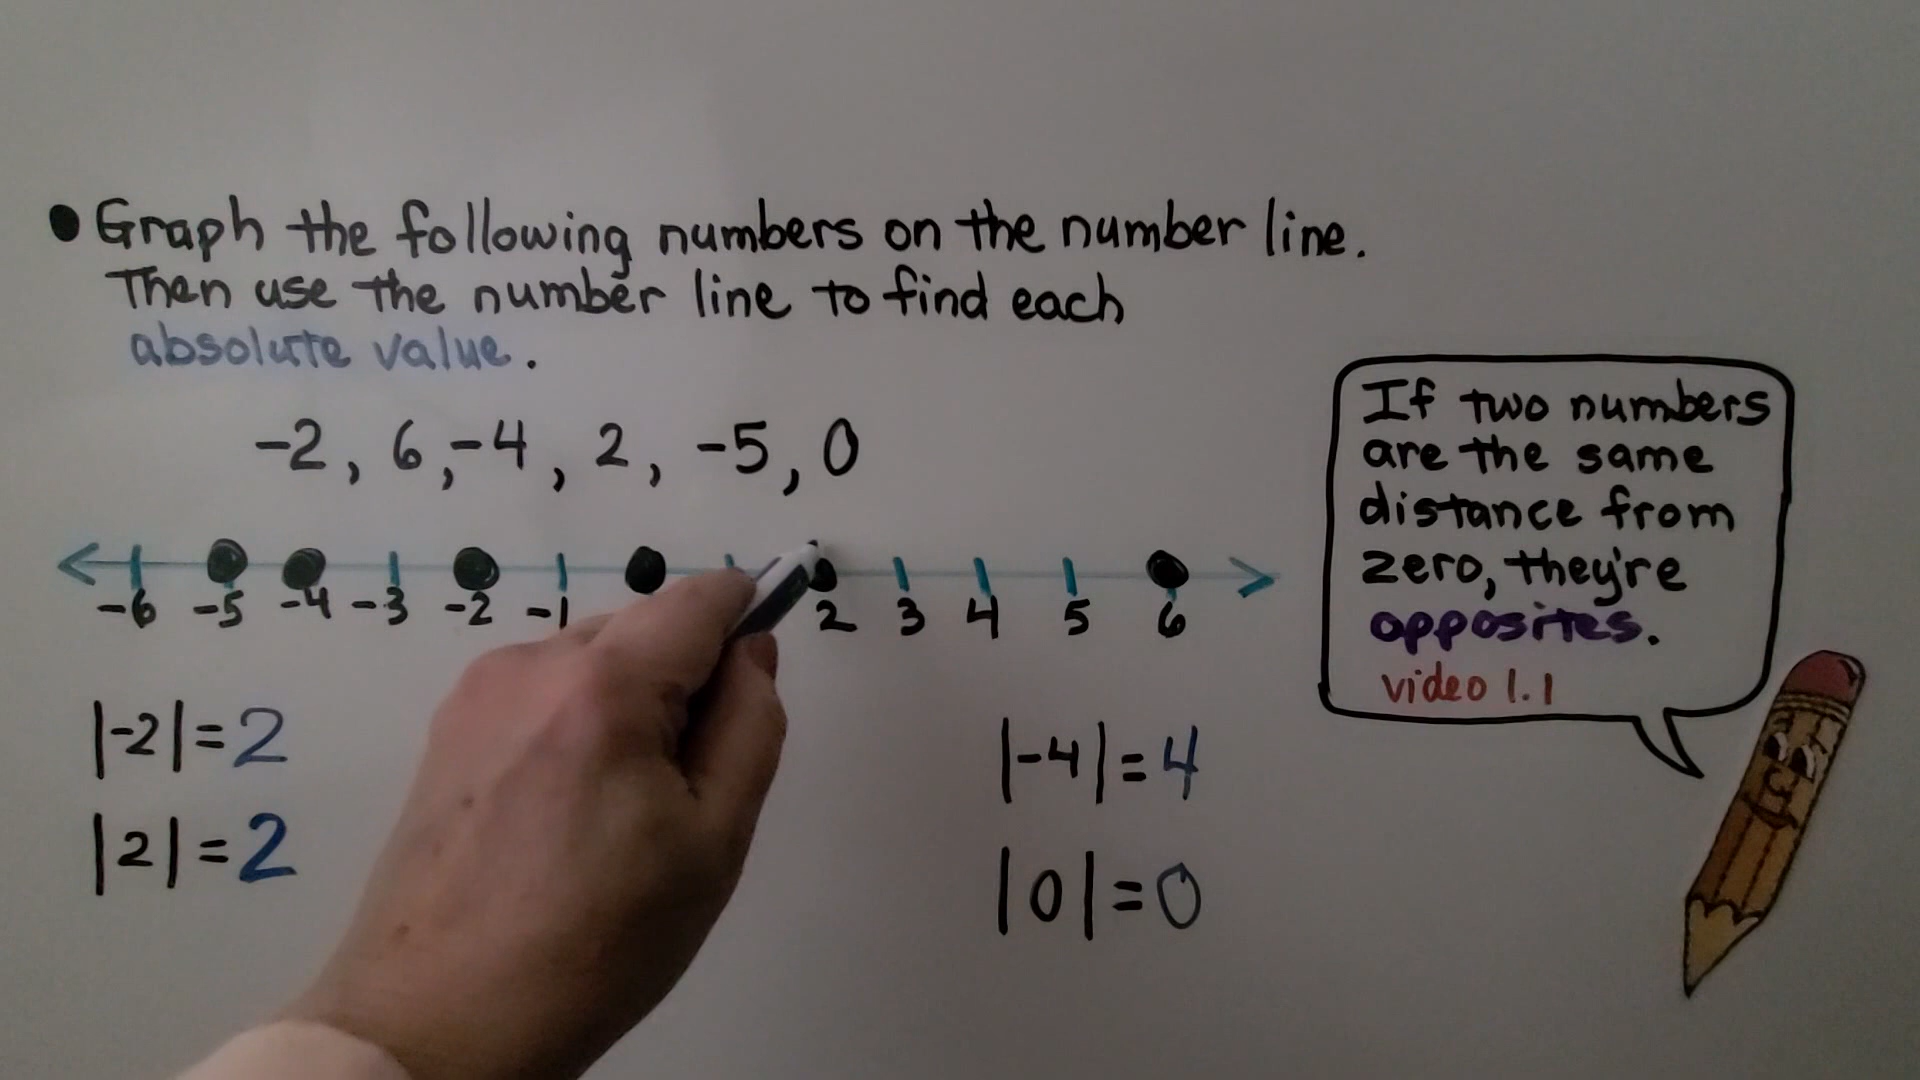 • Graph the following numbers on the number line.
Then use the number line to find each
absolute value.
-2, 6, -4, 2, -5, 0
-6 -5 -4 -3 -2 -1 2 3 4 5 6
|-2|=2
|2|=2
|-4|=4
|0|=0
If two numbers
are the same
distance from
zero, they're
opposites.
video 1.1